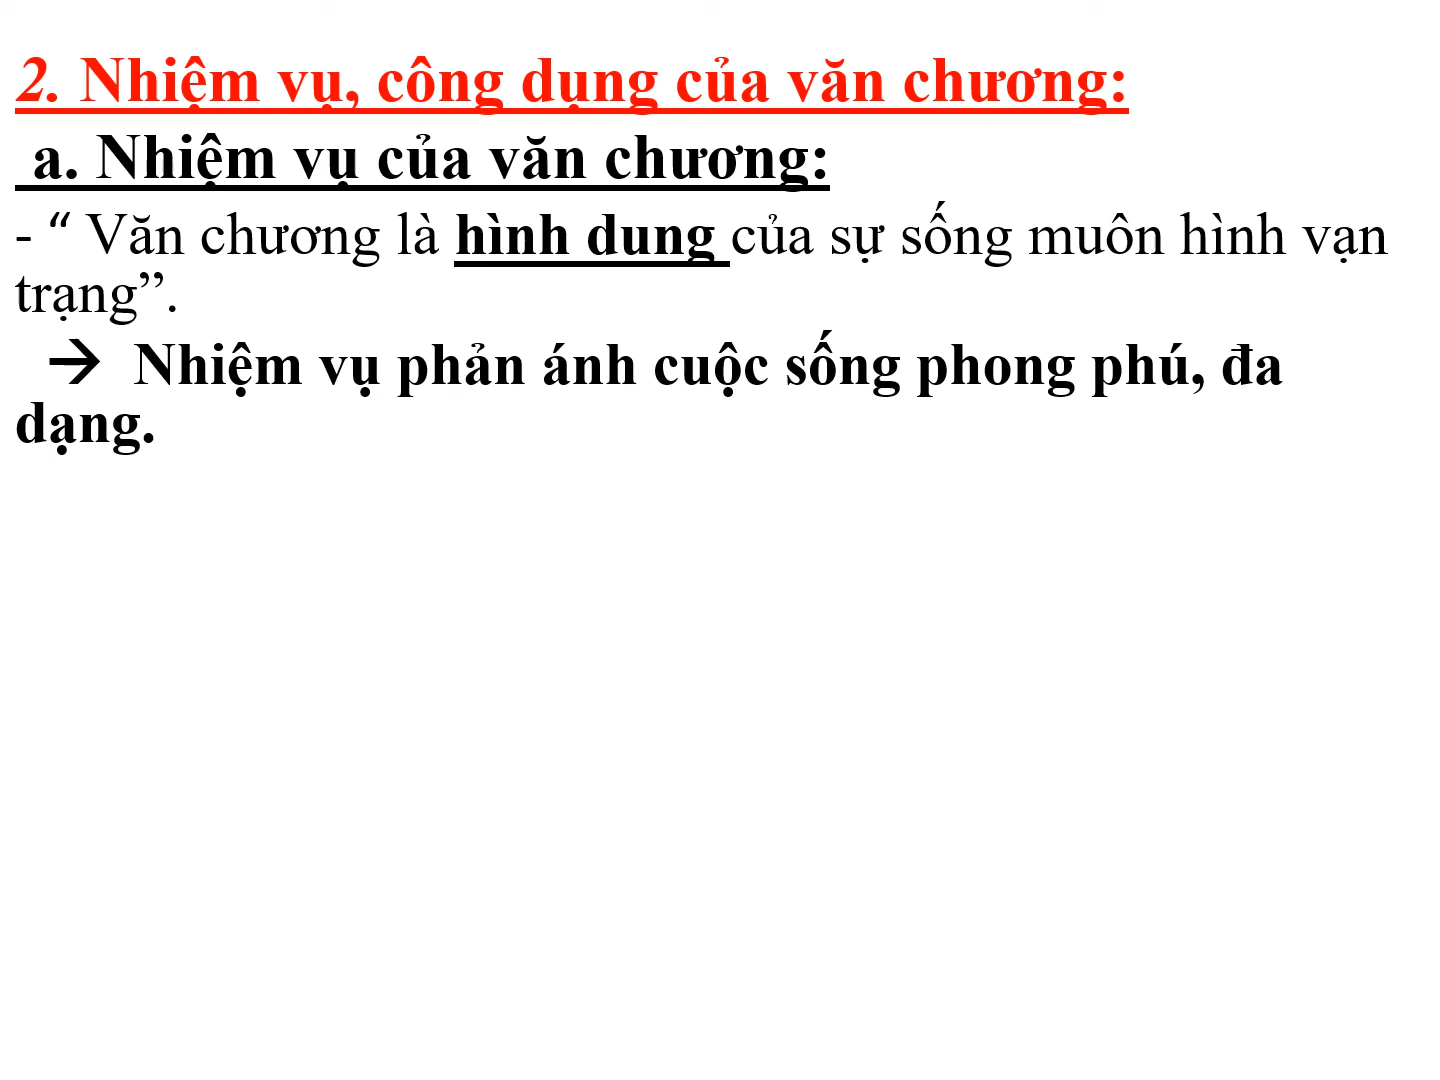 2. Nhiệm vụ, công dụng của văn chương:
a. Nhiệm vụ của văn chương:
- “ Văn chương là hình dung của sự sống muôn hình vạn
trạng”.
→ Nhiệm vụ phản ánh cuộc sống phong phú, đa
dạng.